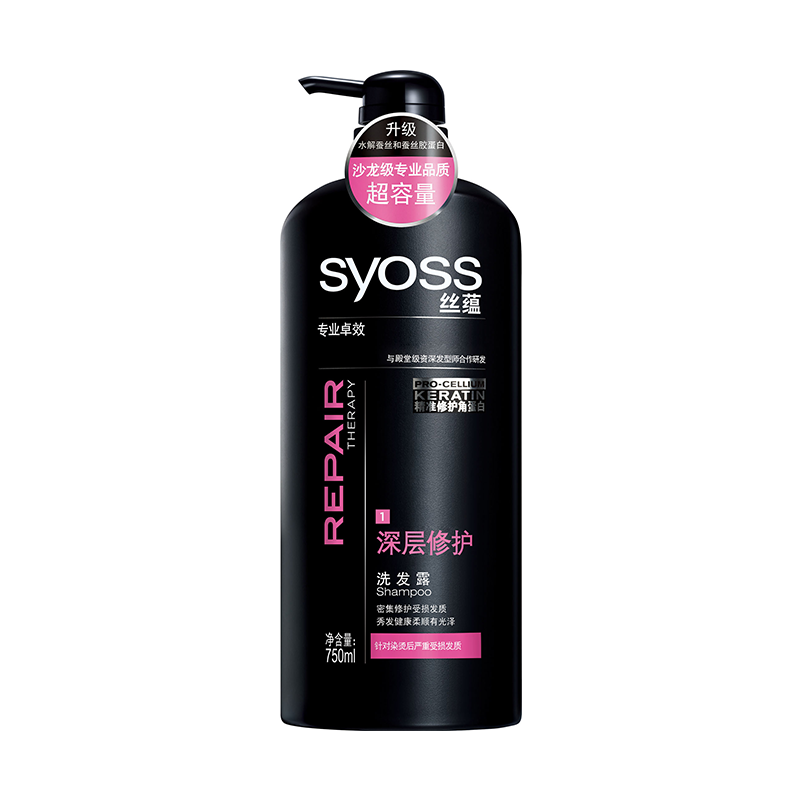 升级
水解蚕丝和蚕丝胶蛋白
沙龙级专业品质
超容量
syoss
丝蕴
专业卓效
与殿堂级资深发型师合作研发
REPAIR
THERAPY
PRO-CELLIUM
KERATIN
精准修护角蛋白
1
深层修护
洗发露
Shampoo
密集修护受损发质
秀发健康柔顺有光泽
针对染烫后严重受损发质
净含量:
750ml